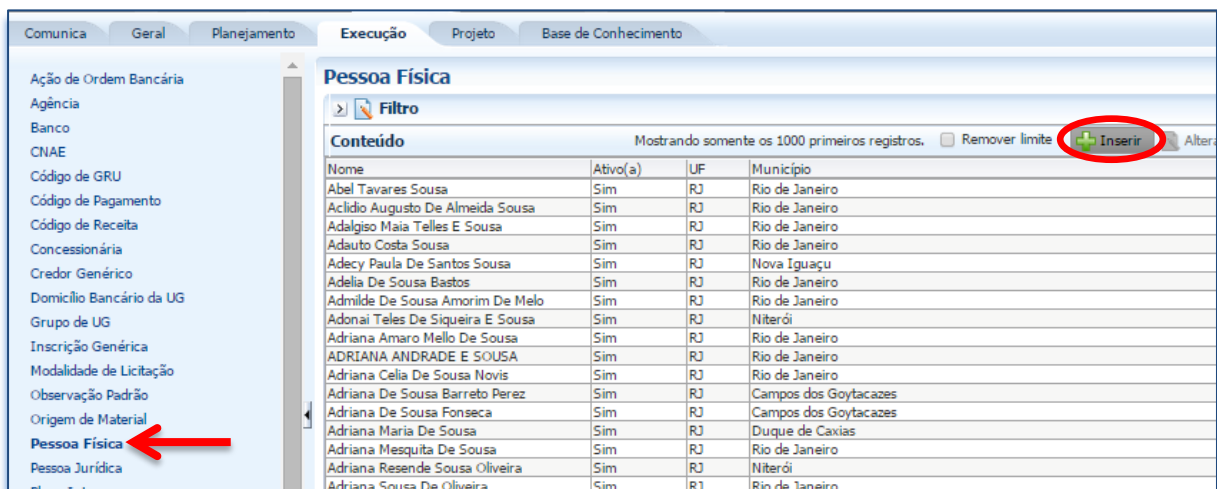 Comunica Geral Planejamento Execução Projeto Base de Conhecimento
Ação de Ordem Bancária
Agência
Banco
CNAE
Código de GRU
Código de Pagamento
Código de Receita
Concessionária
Credor Genérico
Domicílio Bancário da UG
Grupo de UG
Inscrição Genérica
Modalidade de Licitação
Observação Padrão
Origem de Material
Pessoa Física
Pessoa Jurídica
Pessoa Física
Filtro
Conteúdo Mostrando somente os 1000 primeiros registros. Remover limite Inserir Altera
Nome Ativo(a) UF Município
Abel Tavares Sousa Sim RJ Rio de Janeiro
Aclidio Augusto De Almeida Sousa Sim RJ Rio de Janeiro
Adalgiso Maia Telles E Sousa Sim RJ Rio de Janeiro
Adauto Costa Sousa Sim RJ Rio de Janeiro
Adecy Paula De Santos Sousa Sim RJ Nova Iguaçu
Adelia De Sousa Bastos Sim RJ Rio de Janeiro
Admilde De Sousa Amorim De Melo Sim RJ Rio de Janeiro
Adonai Teles De Siqueira E Sousa Sim RJ Niterói
Adriana Amaro Mello De Sousa Sim RJ Rio de Janeiro
ADRIANA ANDRADE E SOUSA Sim RJ Rio de Janeiro
Adriana Celia De Sousa Novis Sim RJ Rio de Janeiro
Adriana De Sousa Barreto Perez Sim RJ Campos dos Goytacazes
Adriana De Sousa Fonseca Sim RJ Campos dos Goytacazes
Adriana Maria De Sousa Sim RJ Duque de Caxias
Adriana Mesquita De Sousa Sim RJ Rio de Janeiro
Adriana Resende Sousa Oliveira Sim RJ Niterói
Adriana Sousa De Oliveira Sim RJ Rio de Janeiro